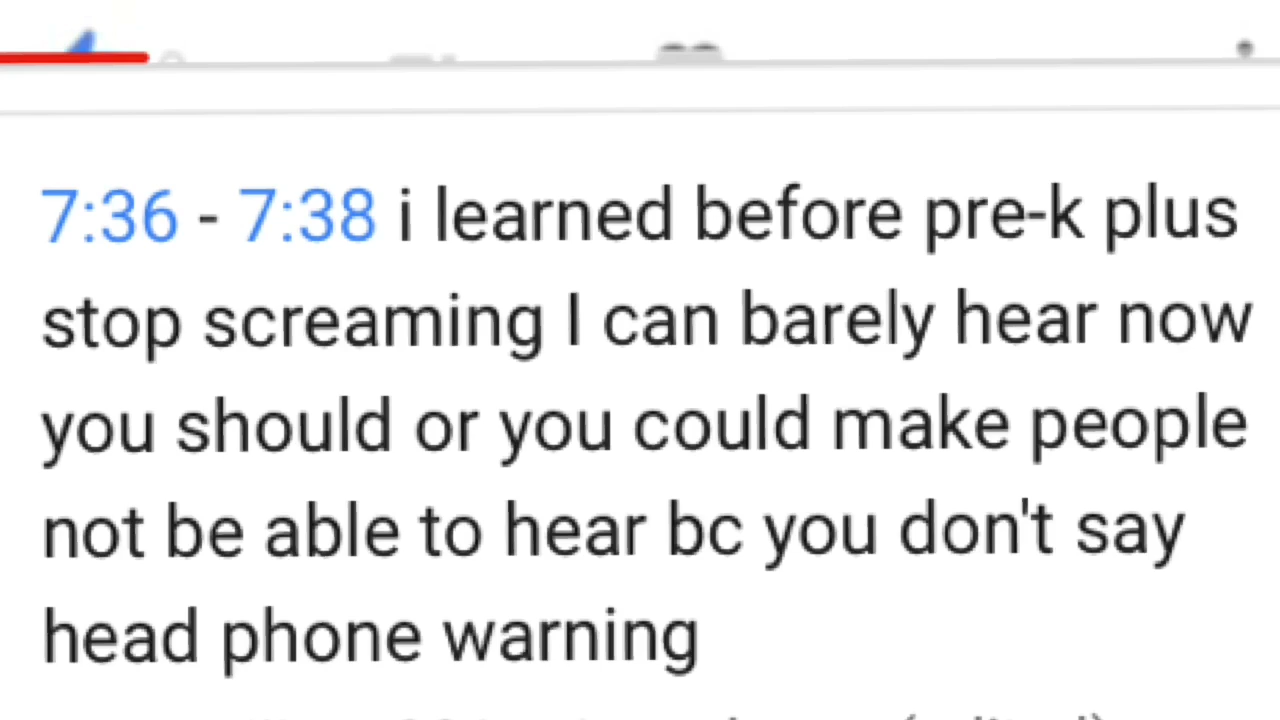 7:36 - 7:38 i learned before pre-k plus
stop screaming I can barely hear now
you should or you could make people
not be able to hear bc you don't say
head phone warning